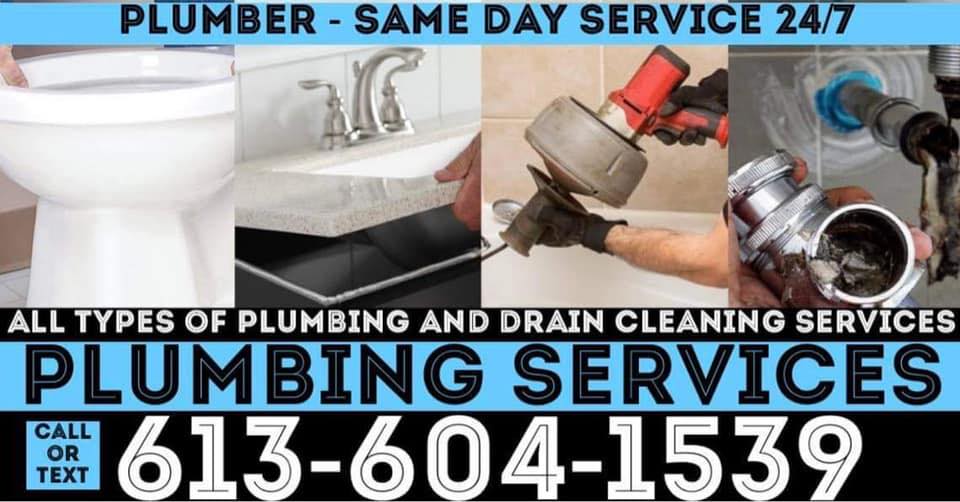 PLUMBER - SAME DAY SERVICE 24/7
ALL TYPES OF PLUMBING AND DRAIN CLEANING SERVICES
PLUMBING SERVICES
CALL
OR
TEXT
613-604-1539